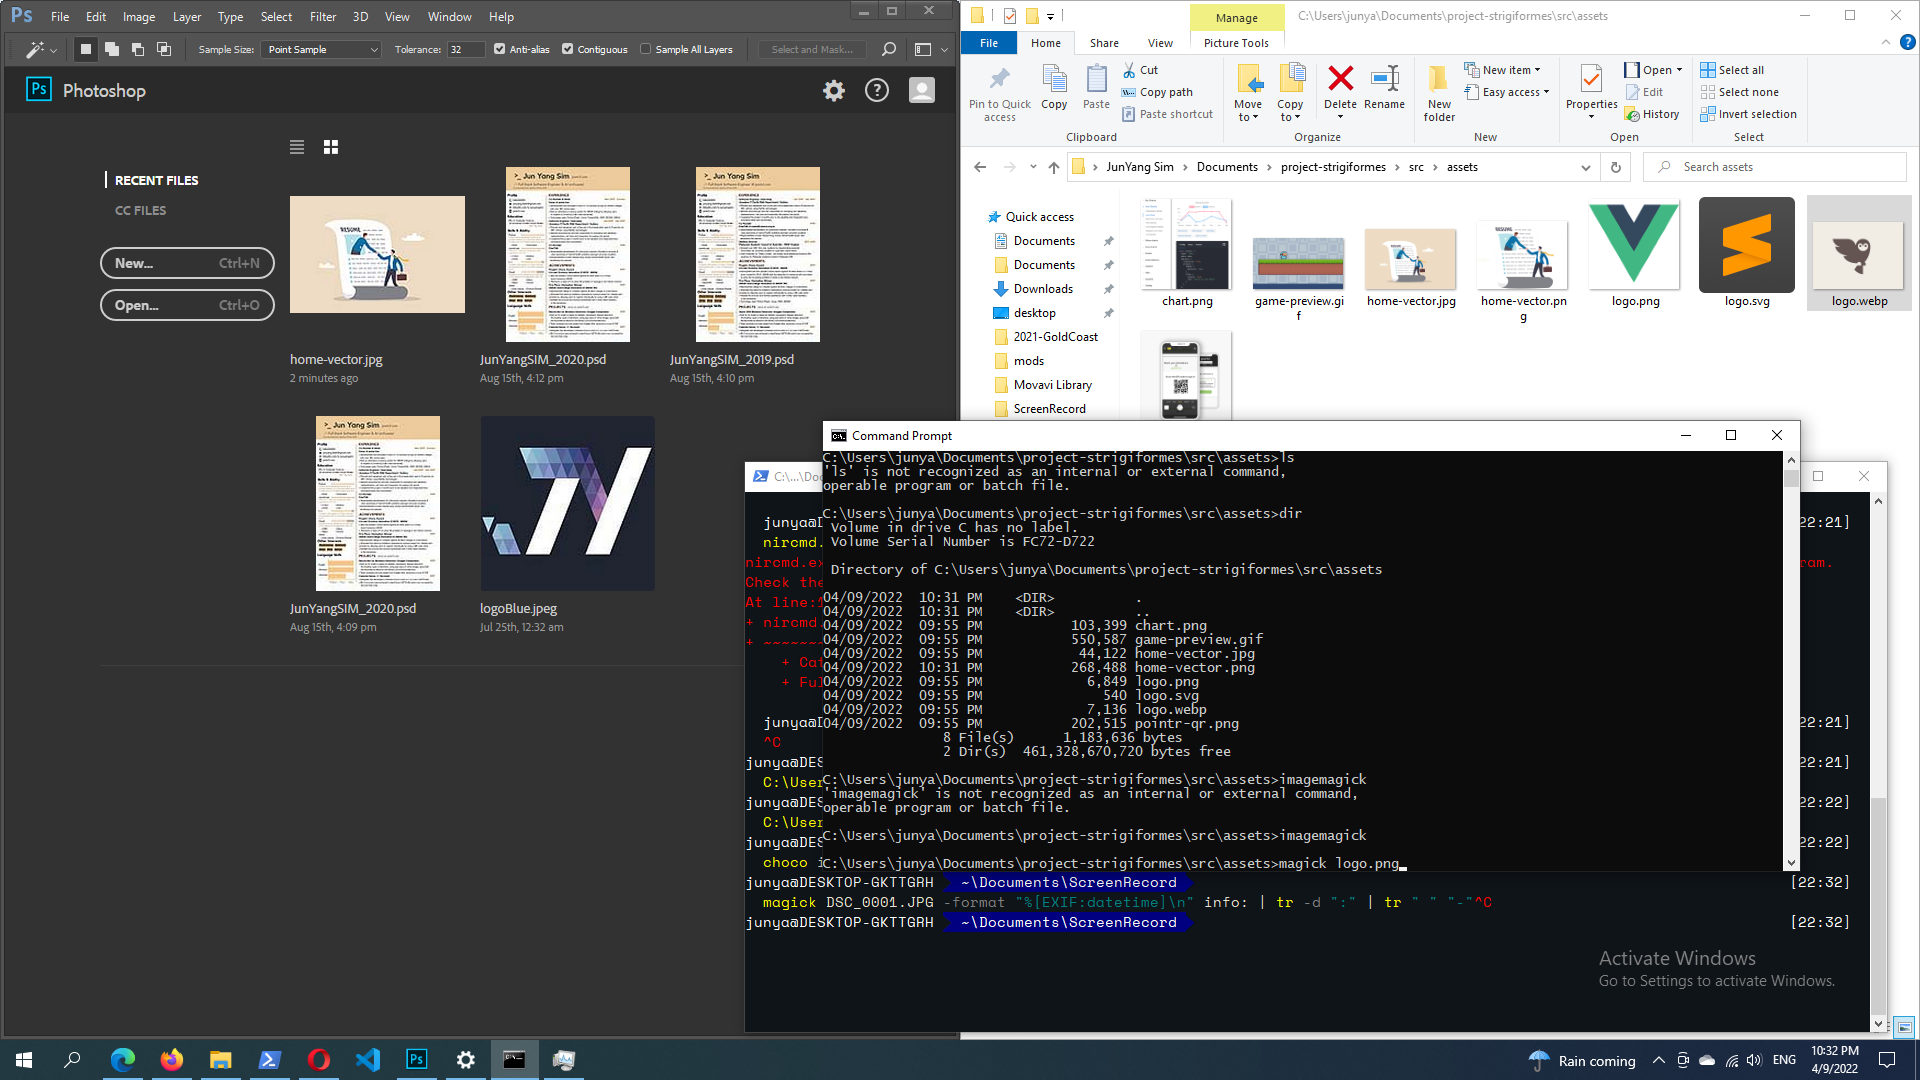 Ps File Edit Image Layer Type Select Filter 3D View Window Help
Sample Size: Point Sample Tolerance: 32 Anti-alias Contiguous Sample All Layers Select and Mask...
Ps Photoshop
RECENT FILES
CC FILES
New... Ctrl+N
Open... Ctrl+O
home-vector.jpg
2 minutes ago
JunYangSIM_2020.psd
Aug 15th, 4:12 pm
JunYangSIM_2019.psd
Aug 15th, 4:10 pm
JunYangSIM_2020.psd
Aug 15th, 4:09 pm
logoBlue.jpeg
Jul 25th, 12:32 am
Manage
C:\Users\junya\Documents\project-strigiformes\src\assets
File Home Share View Picture Tools
Pin to Quick access
Copy
Paste
Cut
Copy path
Paste shortcut
Clipboard
Move to
Copy to
Delete
Rename
Organize
New folder
New item
Easy access
New
Properties
Open
Edit
History
Open
Select all
Select none
Invert selection
Select
JunYang Sim Documents project-strigiformes src assets
Search assets
Quick access
Documents
Documents
Downloads
desktop
2021-GoldCoast
mods
Movavi Library
ScreenRecord
chart.png
game-preview.gif
home-vector.jpg
home-vector.png
logo.png
logo.svg
logo.webp
Command Prompt
C:\Users\junya\Documents\project-strigiformes\src\assets>ls
'ls' is not recognized as an internal or external command,
operable program or batch file.
C:\Users\junya\Documents\project-strigiformes\src\assets>dir
Volume in drive C has no label.
Volume Serial Number is FC72-D722
Directory of C:\Users\junya\Documents\project-strigiformes\src\assets
04/09/2022 10:31 PM <DIR> .
04/09/2022 10:31 PM <DIR> ..
04/09/2022 09:55 PM 103,399 chart.png
04/09/2022 09:55 PM 550,587 game-preview.gif
04/09/2022 09:55 PM 44,122 home-vector.jpg
04/09/2022 10:31 PM 268,488 home-vector.png
04/09/2022 09:55 PM 6,849 logo.png
04/09/2022 09:55 PM 540 logo.svg
04/09/2022 09:55 PM 7,136 logo.webp
04/09/2022 09:55 PM 202,515 pointr-qr.png
8 File(s) 1,183,636 bytes
2 Dir(s) 461,328,670,720 bytes free
C:\Users\junya\Documents\project-strigiformes\src\assets>imagemagick
'imagemagick' is not recognized as an internal or external command,
operable program or batch file.
C:\Users\junya\Documents\project-strigiformes\src\assets>imagemagick
C:\Users\junya\Documents\project-strigiformes\src\assets>magick logo.png
C:\...\Doc
junya@D [22:21]
nircmd.
nircmd.ex ram.
Check the
At line:
+ nircmd.
+ ~~~~~~~
+ Cat
+ Ful
junya@D [22:21]
^C
junya@DES [22:21]
C:\User
junya@DES [22:22]
C:\User
junya@DES [22:22]
choco i
junya@DESKTOP-GKTTGRH ~\Documents\ScreenRecord [22:32]
magick DSC_0001.JPG -format "%[EXIF:datetime]\n" info: | tr -d ":" | tr " " "-"^C
junya@DESKTOP-GKTTGRH ~\Documents\ScreenRecord [22:32]
Activate Windows
Go to Settings to activate Windows.
Rain coming ENG 10:32 PM
4/9/2022